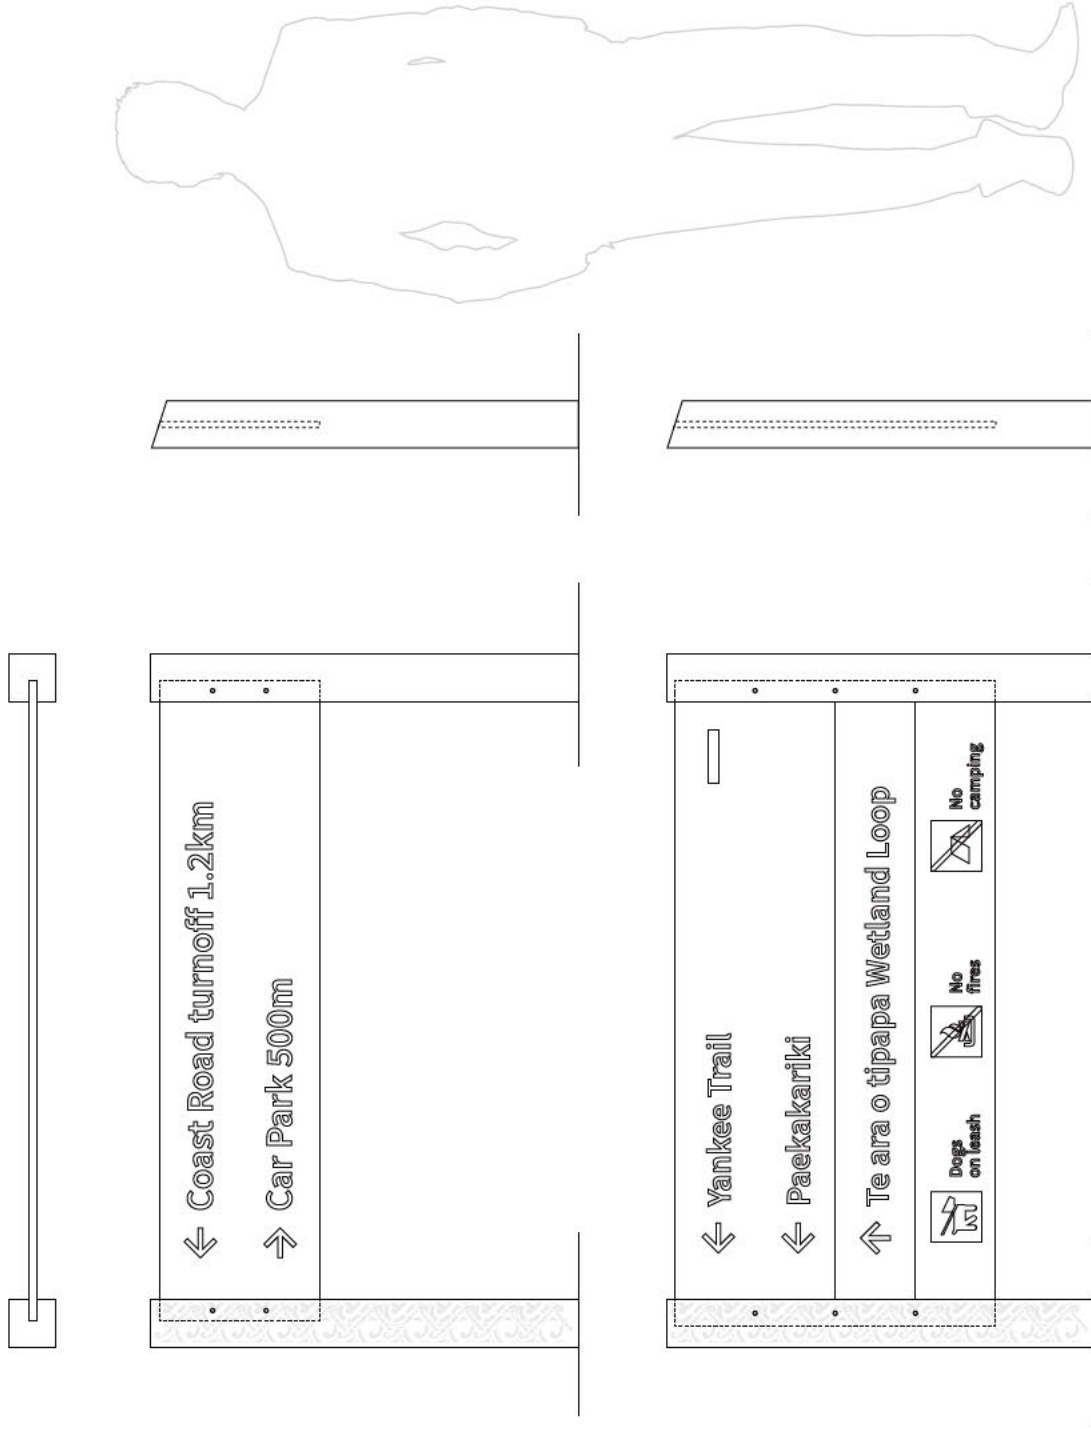 Coast Road turnoff 1.2km
Car Park 500m
Yankee Trail
Paekakariki
Te ara o tipapa Wetland Loop
Dogs
on leash
No
fires
No
camping